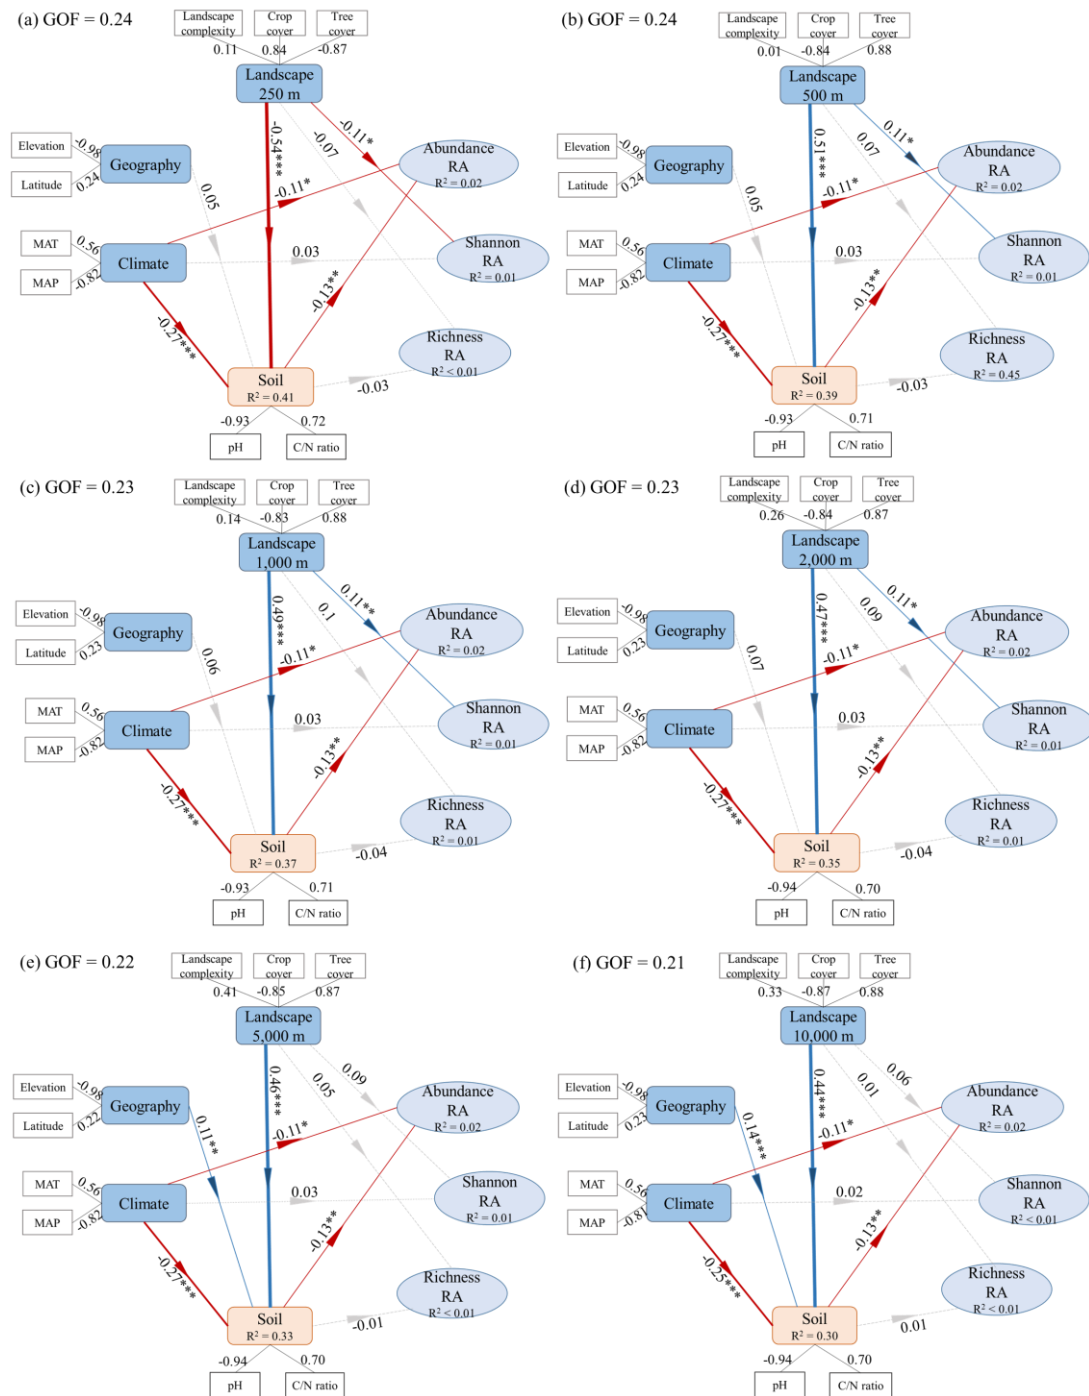 (a) GOF = 0.24
Landscape
complexity
Crop
cover
Tree
cover
0.11
0.84
-0.87
Landscape
250 m
Elevation
-0.98
Latitude
0.24
Geography
MAT
0.56
MAP
-0.82
Climate
-0.54***
-0.07
-0.11*
0.05
-0.11*
0.03
-0.27***
-0.13**
-0.03
Abundance
RA
R² = 0.02
Shannon
RA
R² = 0.01
Richness
RA
R² < 0.01
Soil
R² = 0.41
-0.93
0.72
pH
C/N ratio
(b) GOF = 0.24
Landscape
complexity
Crop
cover
Tree
cover
0.01
-0.84
0.88
Landscape
500 m
Elevation
-0.98
Latitude
0.24
Geography
MAT
0.56
MAP
-0.82
Climate
0.51***
0.07
0.11*
0.05
-0.11*
0.03
-0.27***
-0.13**
-0.03
Abundance
RA
R² = 0.02
Shannon
RA
R² = 0.01
Richness
RA
R² = 0.45
Soil
R² = 0.39
-0.93
0.71
pH
C/N ratio
(c) GOF = 0.23
Landscape
complexity
Crop
cover
Tree
cover
0.14
-0.83
0.88
Landscape
1,000 m
Elevation
-0.98
Latitude
0.23
Geography
MAT
0.56
MAP
-0.82
Climate
0.49***
0.1
0.11**
0.06
-0.11*
0.03
-0.27***
-0.13**
-0.04
Abundance
RA
R² = 0.02
Shannon
RA
R² = 0.01
Richness
RA
R² = 0.01
Soil
R² = 0.37
-0.93
0.71
pH
C/N ratio
(d) GOF = 0.23
Landscape
complexity
Crop
cover
Tree
cover
0.26
-0.84
0.87
Landscape
2,000 m
Elevation
-0.98
Latitude
0.23
Geography
MAT
0.56
MAP
-0.82
Climate
0.47***
0.09
0.11*
0.07
-0.11*
0.03
-0.27***
-0.13**
-0.04
Abundance
RA
R² = 0.02
Shannon
RA
R² = 0.01
Richness
RA
R² = 0.01
Soil
R² = 0.35
-0.94
0.70
pH
C/N ratio
(e) GOF = 0.22
Landscape
complexity
Crop
cover
Tree
cover
0.41
-0.85
0.87
Landscape
5,000 m
Elevation
-0.98
Latitude
0.22
Geography
MAT
0.56
MAP
-0.82
Climate
0.46***
0.05
0.09
0.11**
-0.11*
0.03
-0.27***
-0.13**
-0.01
Abundance
RA
R² = 0.02
Shannon
RA
R² = 0.01
Richness
RA
R² < 0.01
Soil
R² = 0.33
-0.94
0.70
pH
C/N ratio
(f) GOF = 0.21
Landscape
complexity
Crop
cover
Tree
cover
0.33
-0.87
0.88
Landscape
10,000 m
Elevation
-0.98
Latitude
0.23
Geography
MAT
0.56
MAP
-0.81
Climate
0.44***
0.01
0.06
0.14***
-0.11*
0.02
-0.25***
-0.13**
0.01
Abundance
RA
R² = 0.02
Shannon
RA
R² < 0.01
Richness
RA
R² < 0.01
Soil
R² = 0.30
-0.94
0.70
pH
C/N ratio